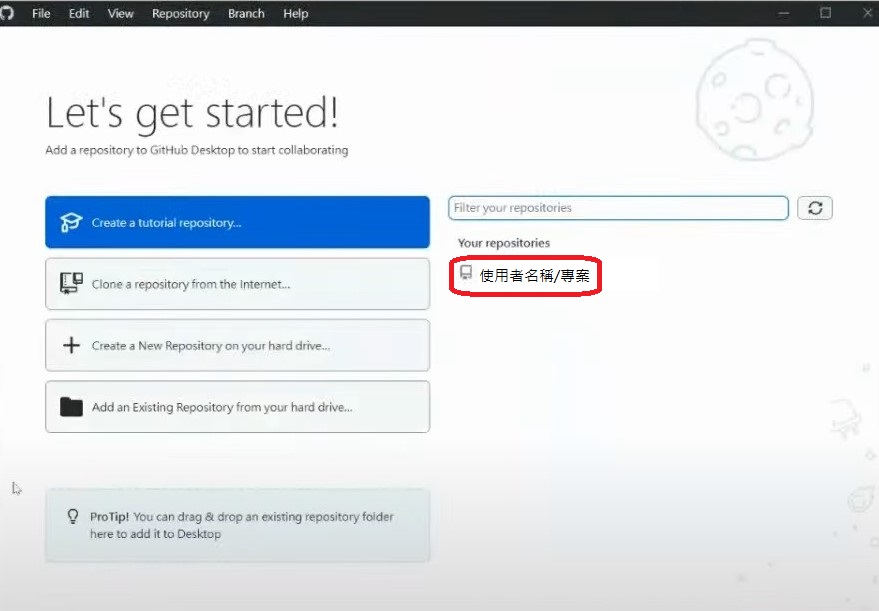 File Edit View Repository Branch Help
Let's get started!
Add a repository to GitHub Desktop to start collaborating
Create a tutorial repository...
Clone a repository from the Internet...
Create a New Repository on your hard drive...
Add an Existing Repository from your hard drive...
ProTip! You can drag & drop an existing repository folder
here to add it to Desktop
Filter your repositories
Your repositories
使用者名稱/專案